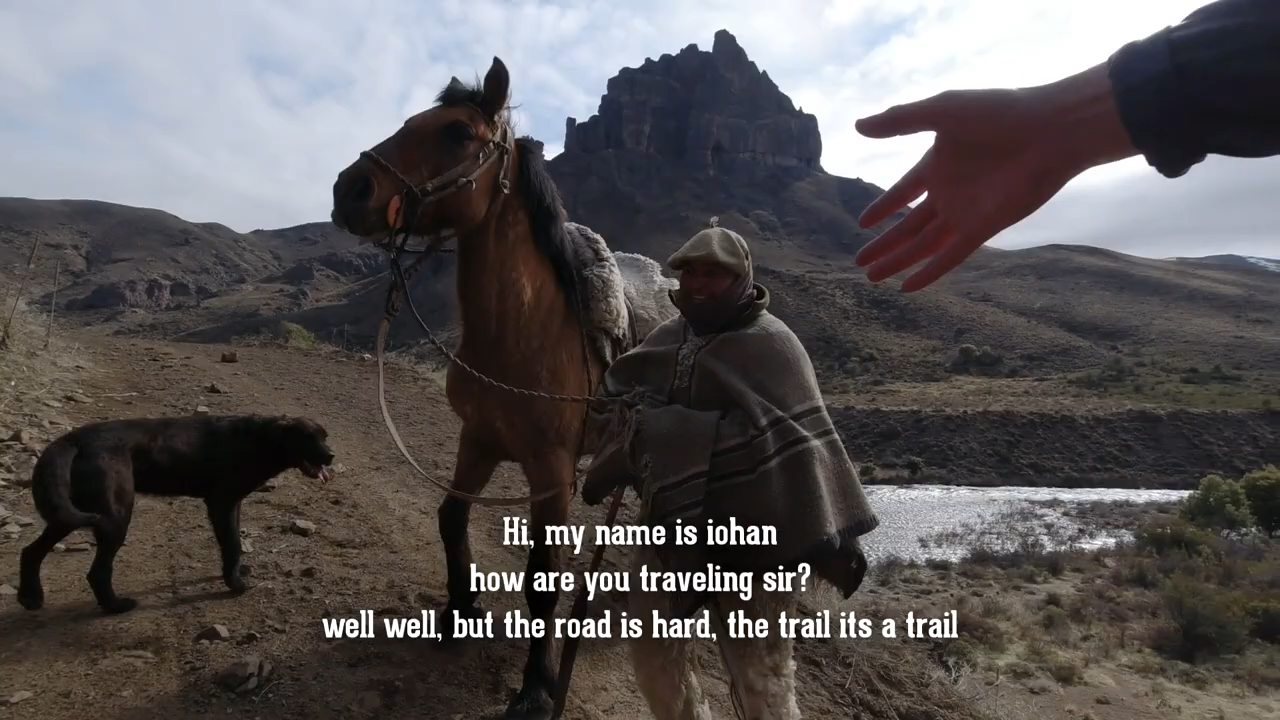 Hi, my name is iohan
how are you traveling sir?
well well, but the road is hard, the trail its a trail